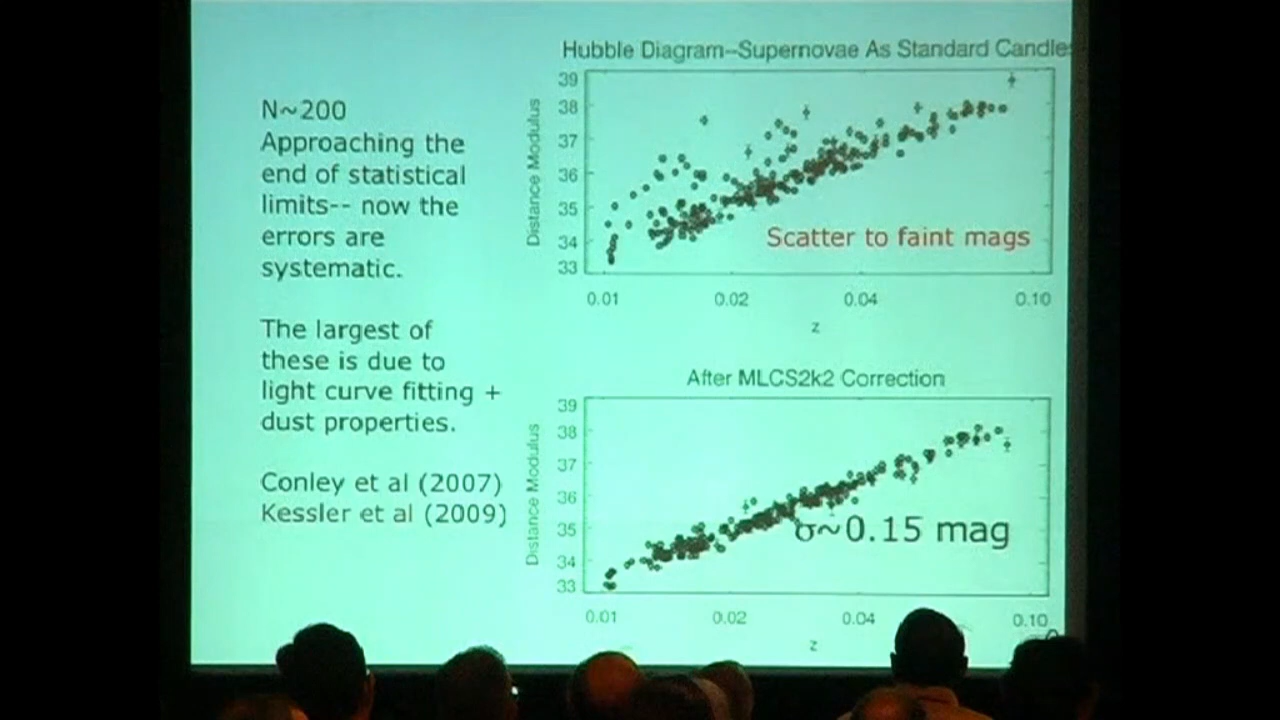 N~200
Approaching the
end of statistical
limits-- now the
errors are
systematic.
The largest of
these is due to
light curve fitting +
dust properties.
Conley et al (2007)
Kessler et al (2009)
Hubble Diagram–Supernovae As Standard Candles
Distance Modulus
39
38
37
36
35
34
33
Scatter to faint mags
0.01 0.02 0.04 0.10
z
After MLCS2k2 Correction
Distance Modulus
39
38
37
36
35
34
33
σ~0.15 mag
0.01 0.02 0.04 0.10
z